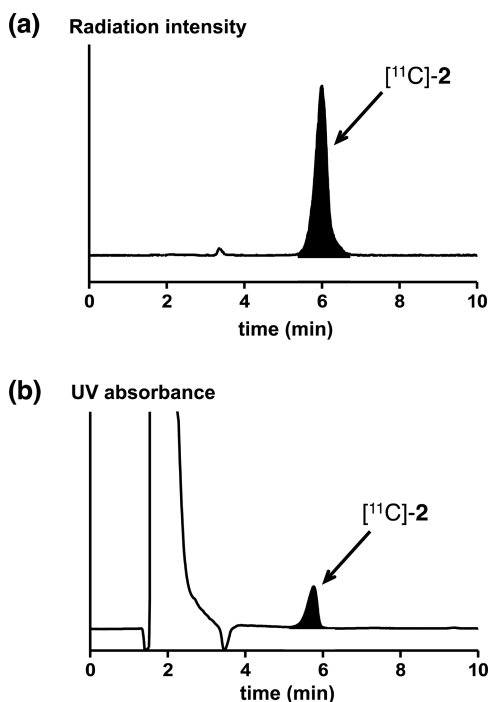 (a) Radiation intensity
[¹¹C]-2
0 2 4 6 8 10
time (min)
(b) UV absorbance
[¹¹C]-2
0 2 4 6 8 10
time (min)